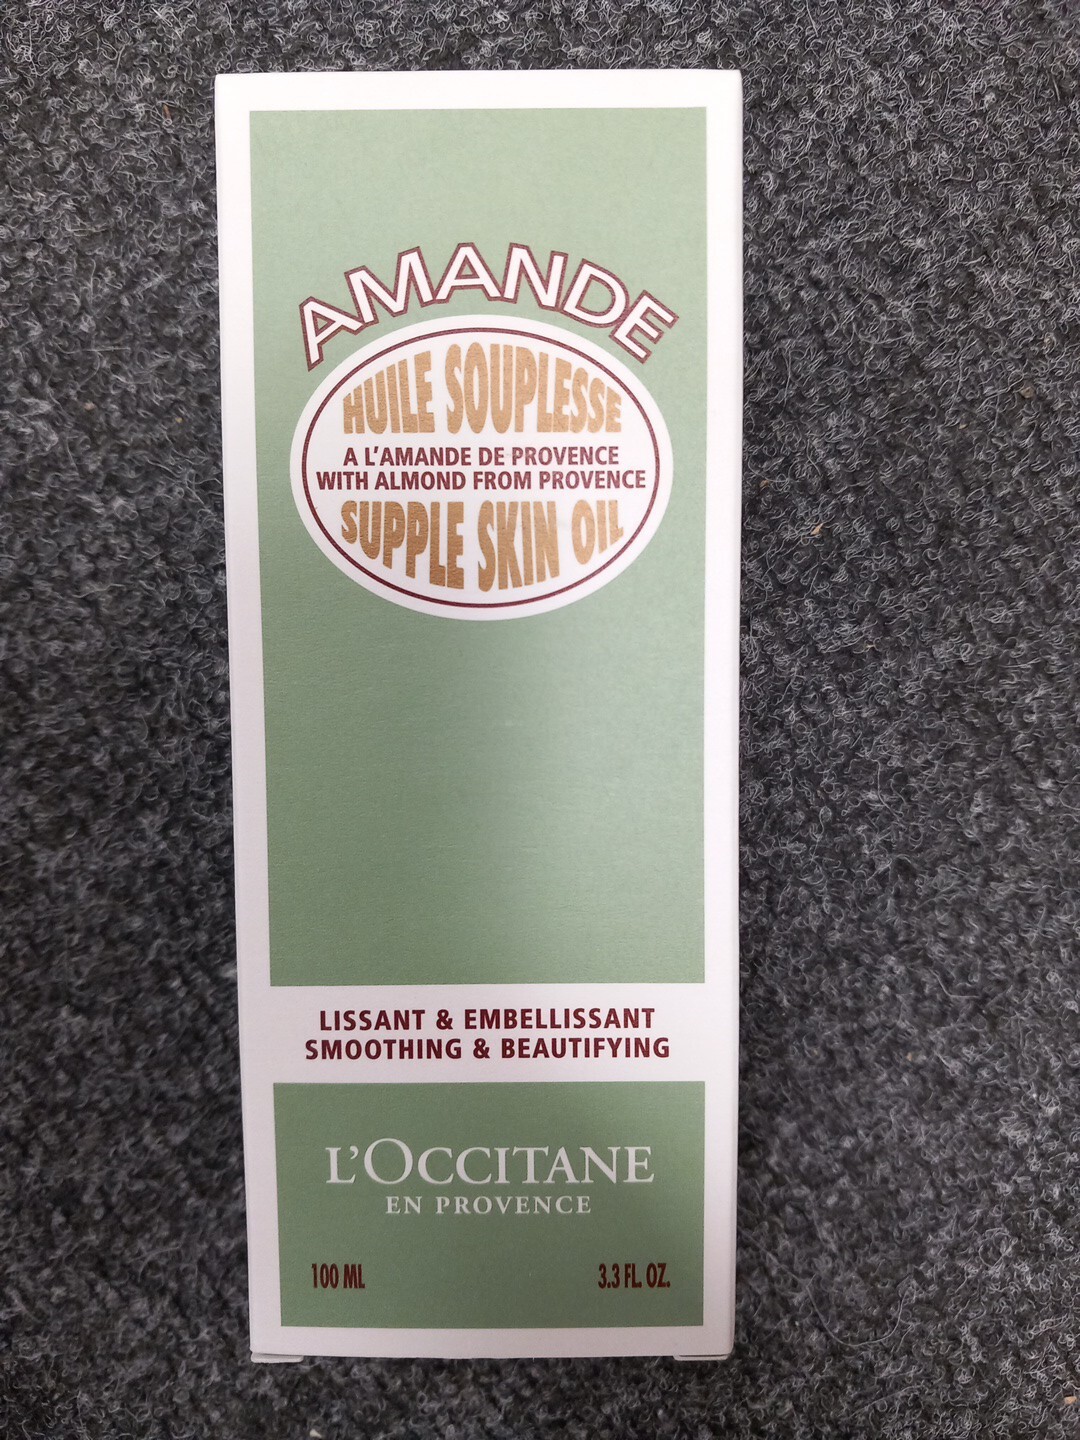 AMANDE
HUILE SOUPLESSE
A L'AMANDE DE PROVENCE
WITH ALMOND FROM PROVENCE
SUPPLE SKIN OIL
LISSANT & EMBELLISSANT
SMOOTHING & BEAUTIFYING
L'OCCITANE
EN PROVENCE
100 ML 3.3 FL. OZ.